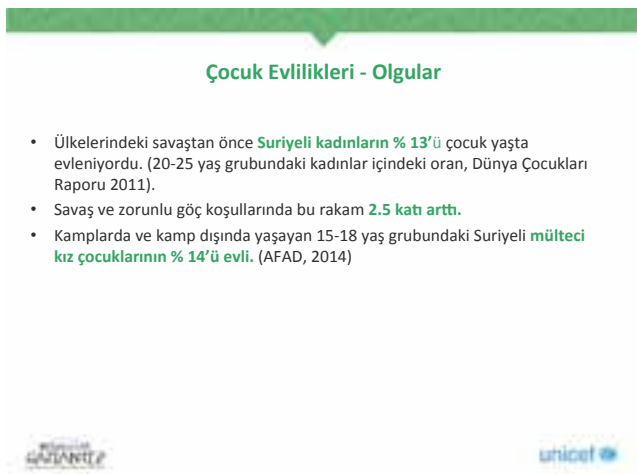 Çocuk Evlilikleri - Olgular
• Ülkelerindeki savaştan önce Suriyeli kadınların % 13'ü çocuk yaşta
evleniyordu. (20-25 yaş grubundaki kadınlar içindeki oran, Dünya Çocukları
Raporu 2011).
• Savaş ve zorunlu göç koşullarında bu rakam 2.5 katı arttı.
• Kamplarda ve kamp dışında yaşayan 15-18 yaş grubundaki Suriyeli mülteci
kız çocuklarının % 14'ü evli. (AFAD, 2014)
GAZİANTEP
unicef